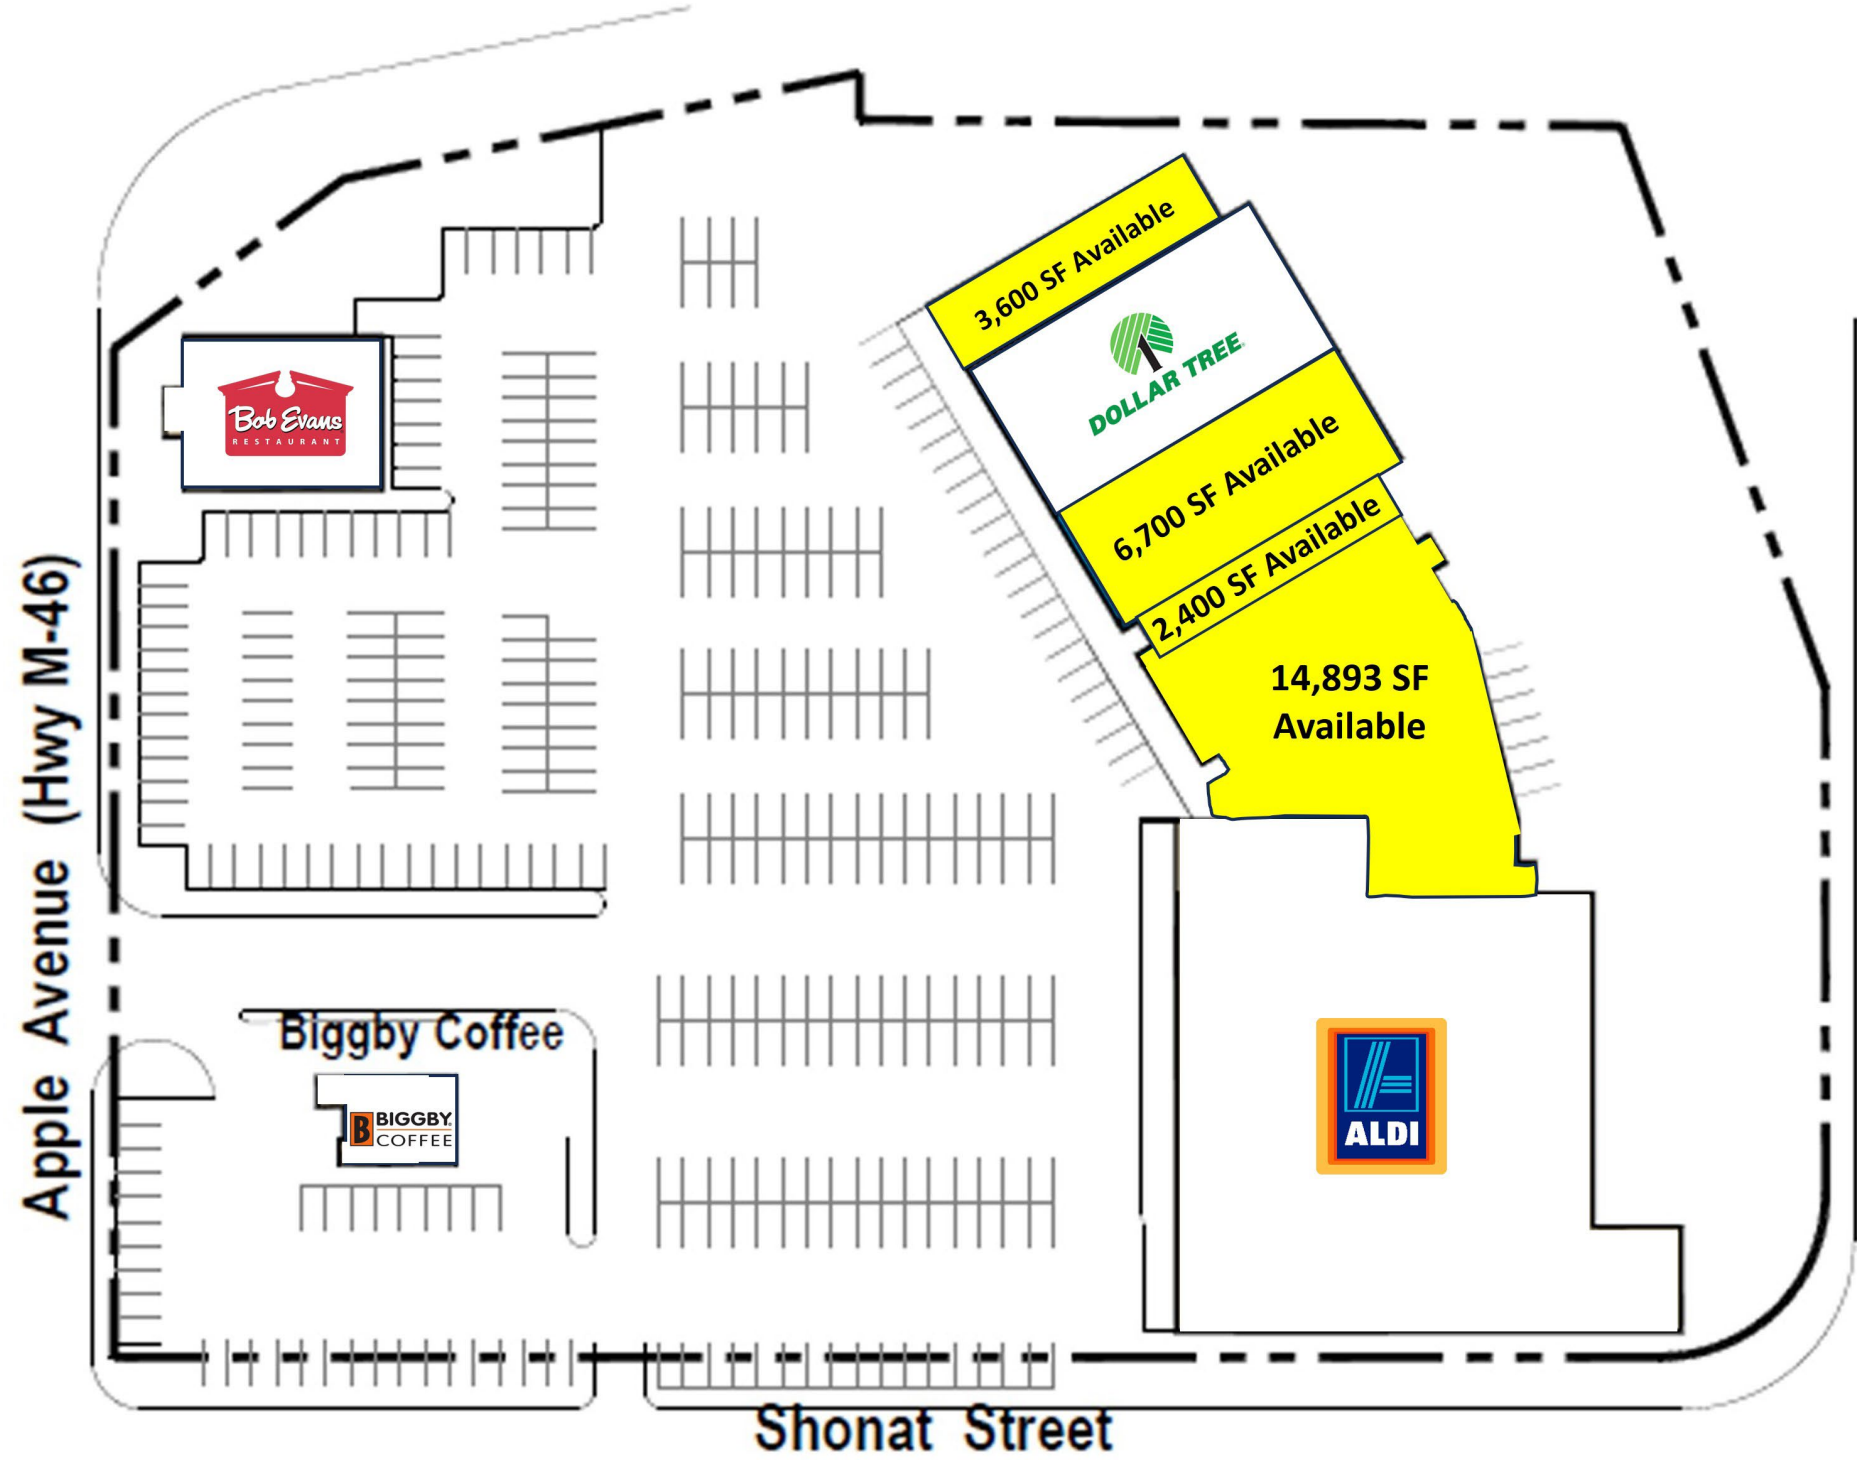 3,600 SF Available
DOLLAR TREE
Bob Evans
RESTAURANT
6,700 SF Available
2,400 SF Available
14,893 SF
Available
Apple Avenue (Hwy M-46)
Biggby Coffee
B BIGGBY.
COFFEE
ALDI
Shonat Street